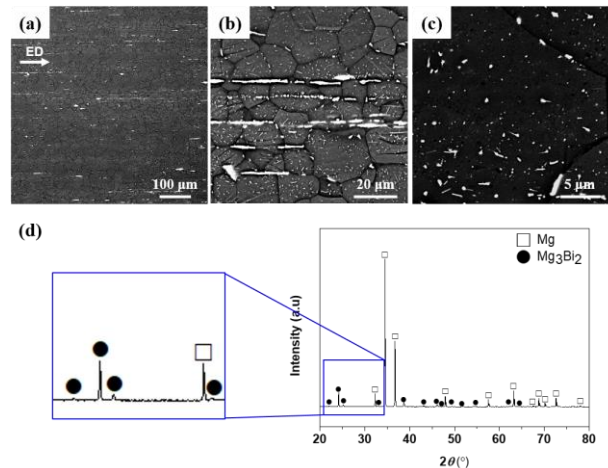 (a)
ED
100 μm
(b)
20 μm
(c)
5 μm
(d)
Mg
Mg₃Bi₂
Intensity (a.u)
20 30 40 50 60 70 80
2θ (°)